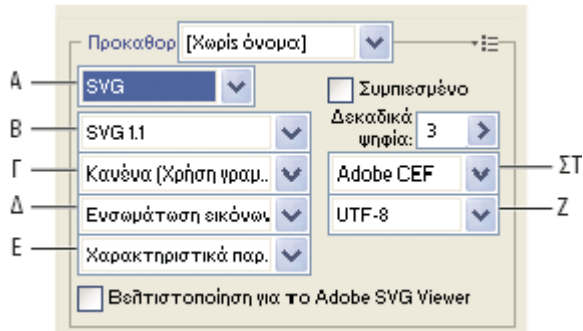 Προκαθορ [Χωρίς όνομα]
Α SVG Συμπιεσμένο
Β SVG 1.1 Δεκαδικά ψηφία: 3
Γ Κανένα (Χρήση γραμ.. Adobe CEF ΣΤ
Δ Ενσωμάτωση εικόνων UTF-8 Ζ
Ε Χαρακτηριστικά παρ.
Βελτιστοποίηση για το Adobe SVG Viewer